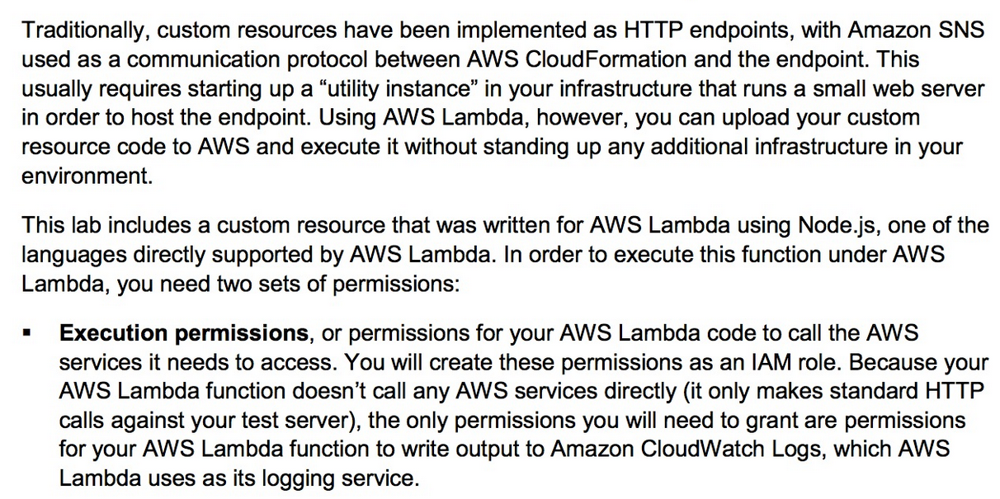 Traditionally, custom resources have been implemented as HTTP endpoints, with Amazon SNS
used as a communication protocol between AWS CloudFormation and the endpoint. This
usually requires starting up a “utility instance” in your infrastructure that runs a small web server
in order to host the endpoint. Using AWS Lambda, however, you can upload your custom
resource code to AWS and execute it without standing up any additional infrastructure in your
environment.
This lab includes a custom resource that was written for AWS Lambda using Node.js, one of the
languages directly supported by AWS Lambda. In order to execute this function under AWS
Lambda, you need two sets of permissions:
▪ Execution permissions, or permissions for your AWS Lambda code to call the AWS
services it needs to access. You will create these permissions as an IAM role. Because your
AWS Lambda function doesn’t call any AWS services directly (it only makes standard HTTP
calls against your test server), the only permissions you will need to grant are permissions
for your AWS Lambda function to write output to Amazon CloudWatch Logs, which AWS
Lambda uses as its logging service.